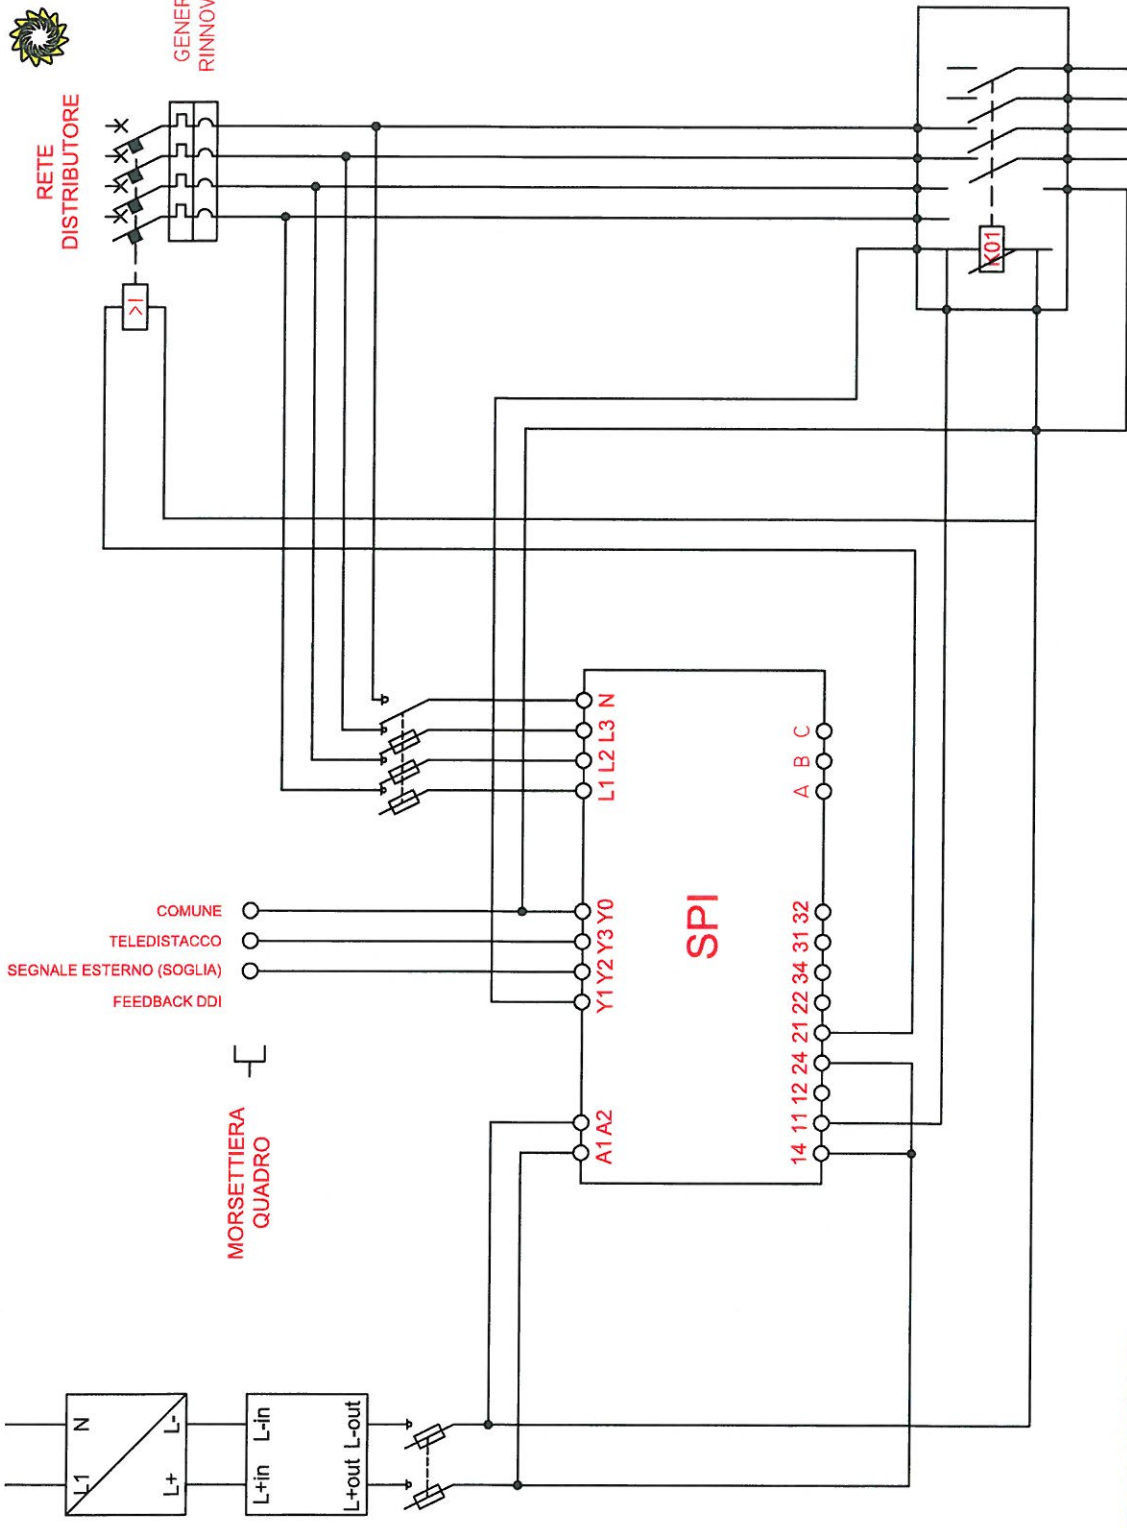 GENER
RINNOV
RETE
DISTRIBUTORE
>I
K01
N
L3
L2
L1
C
B
A
COMUNE
TELEDISTACCO
SEGNALE ESTERNO (SOGLIA)
FEEDBACK DDI
Y0
Y3
Y2
Y1
SPI
32
31
34
22
21
24
12
11
14
MORSETTIERA
QUADRO
A2
A1
N
L1
L-
L+
L-in
L+in
L-out
L+out